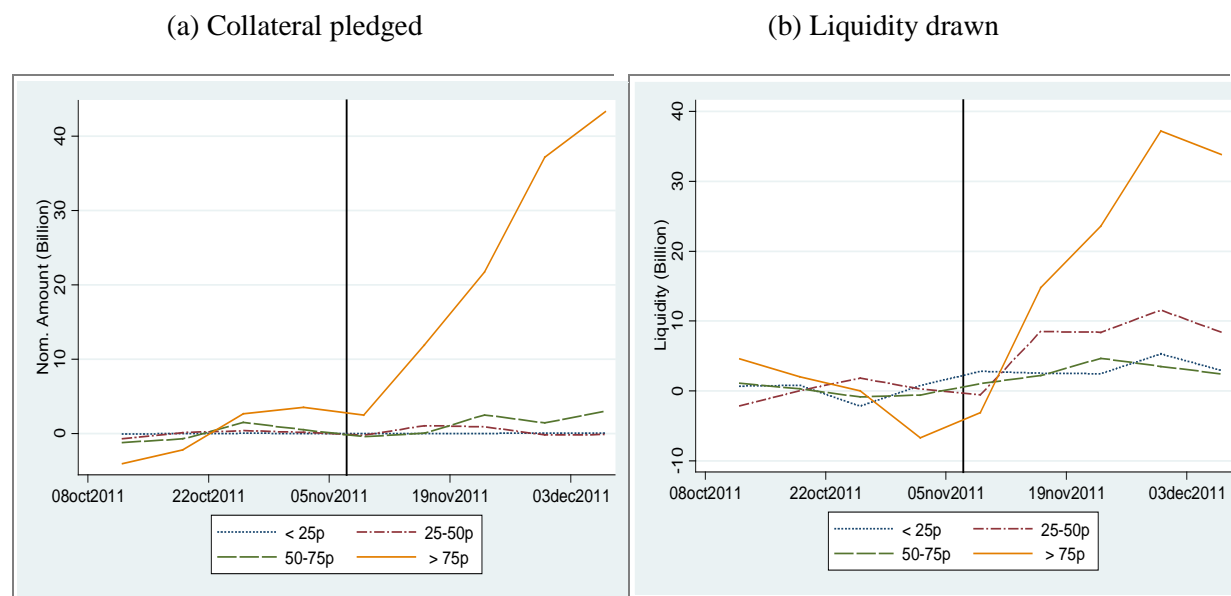 (a) Collateral pledged
(b) Liquidity drawn
Nom. Amount (Billion)
40
30
20
10
0
08oct2011 22oct2011 05nov2011 19nov2011 03dec2011
< 25p 25-50p
50-75p > 75p
Liquidity (Billion)
40
30
20
10
0
-10
08oct2011 22oct2011 05nov2011 19nov2011 03dec2011
< 25p 25-50p
50-75p > 75p